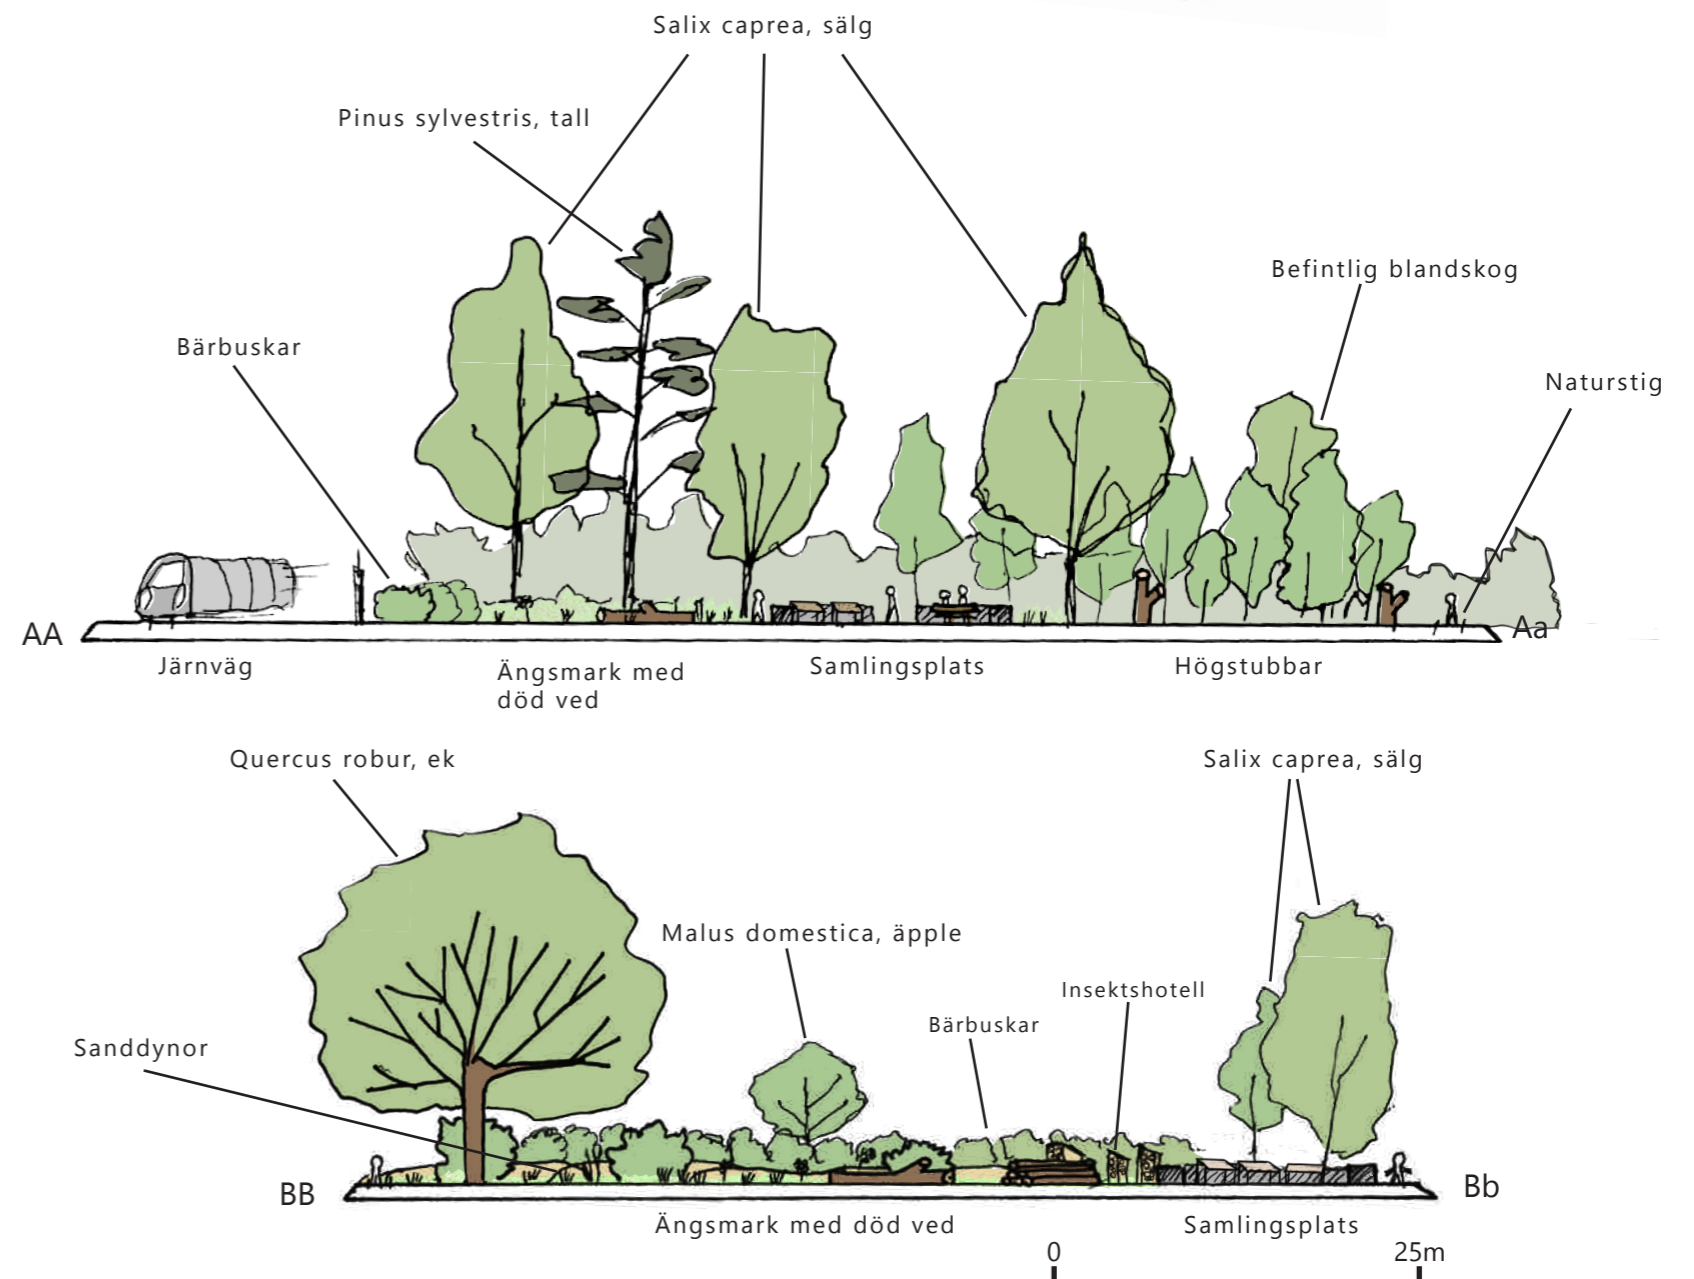 Salix caprea, sälg
Pinus sylvestris, tall
Befintlig blandskog
Bärbuskar
Naturstig
AA
Aa
Järnväg
Ängsmark med
död ved
Samlingsplats
Högstubbar
Quercus robur, ek
Salix caprea, sälg
Malus domestica, äpple
Insektshotell
Bärbuskar
Sanddynor
BB
Bb
Ängsmark med död ved
Samlingsplats
0
25m